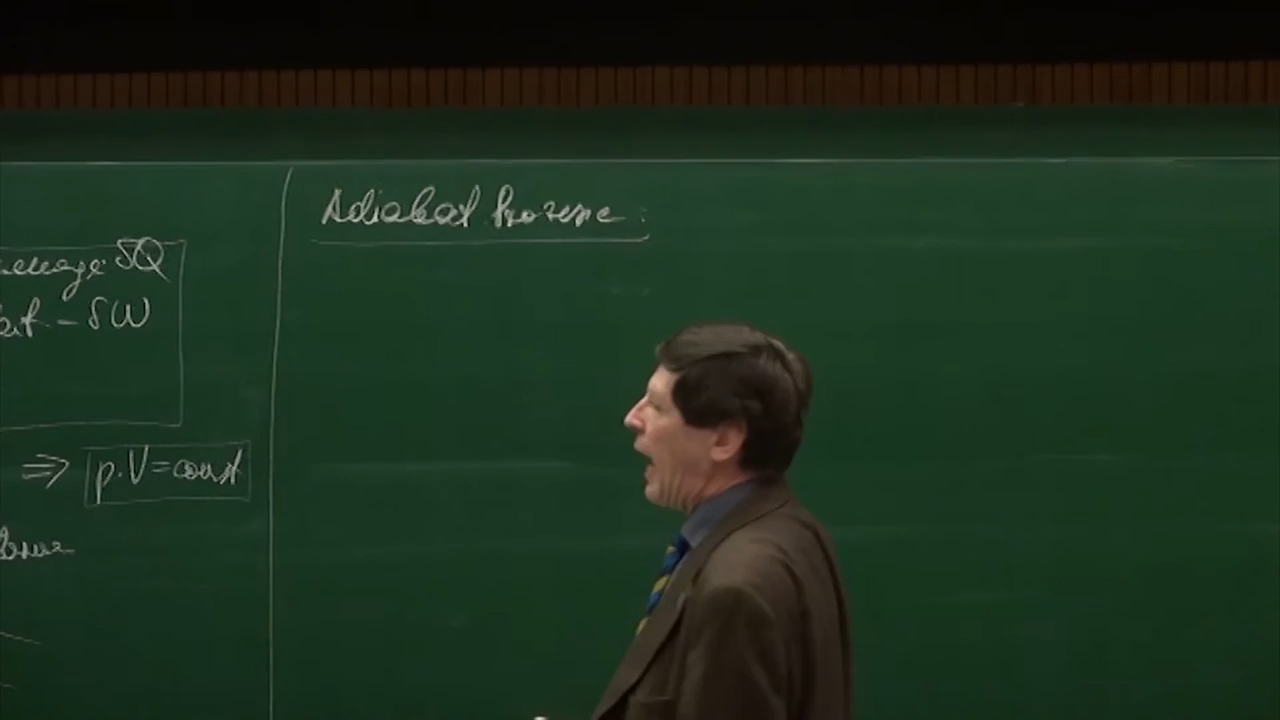 δQ
- δW
⇒ p·V = const
Adiabat. Prozesse: